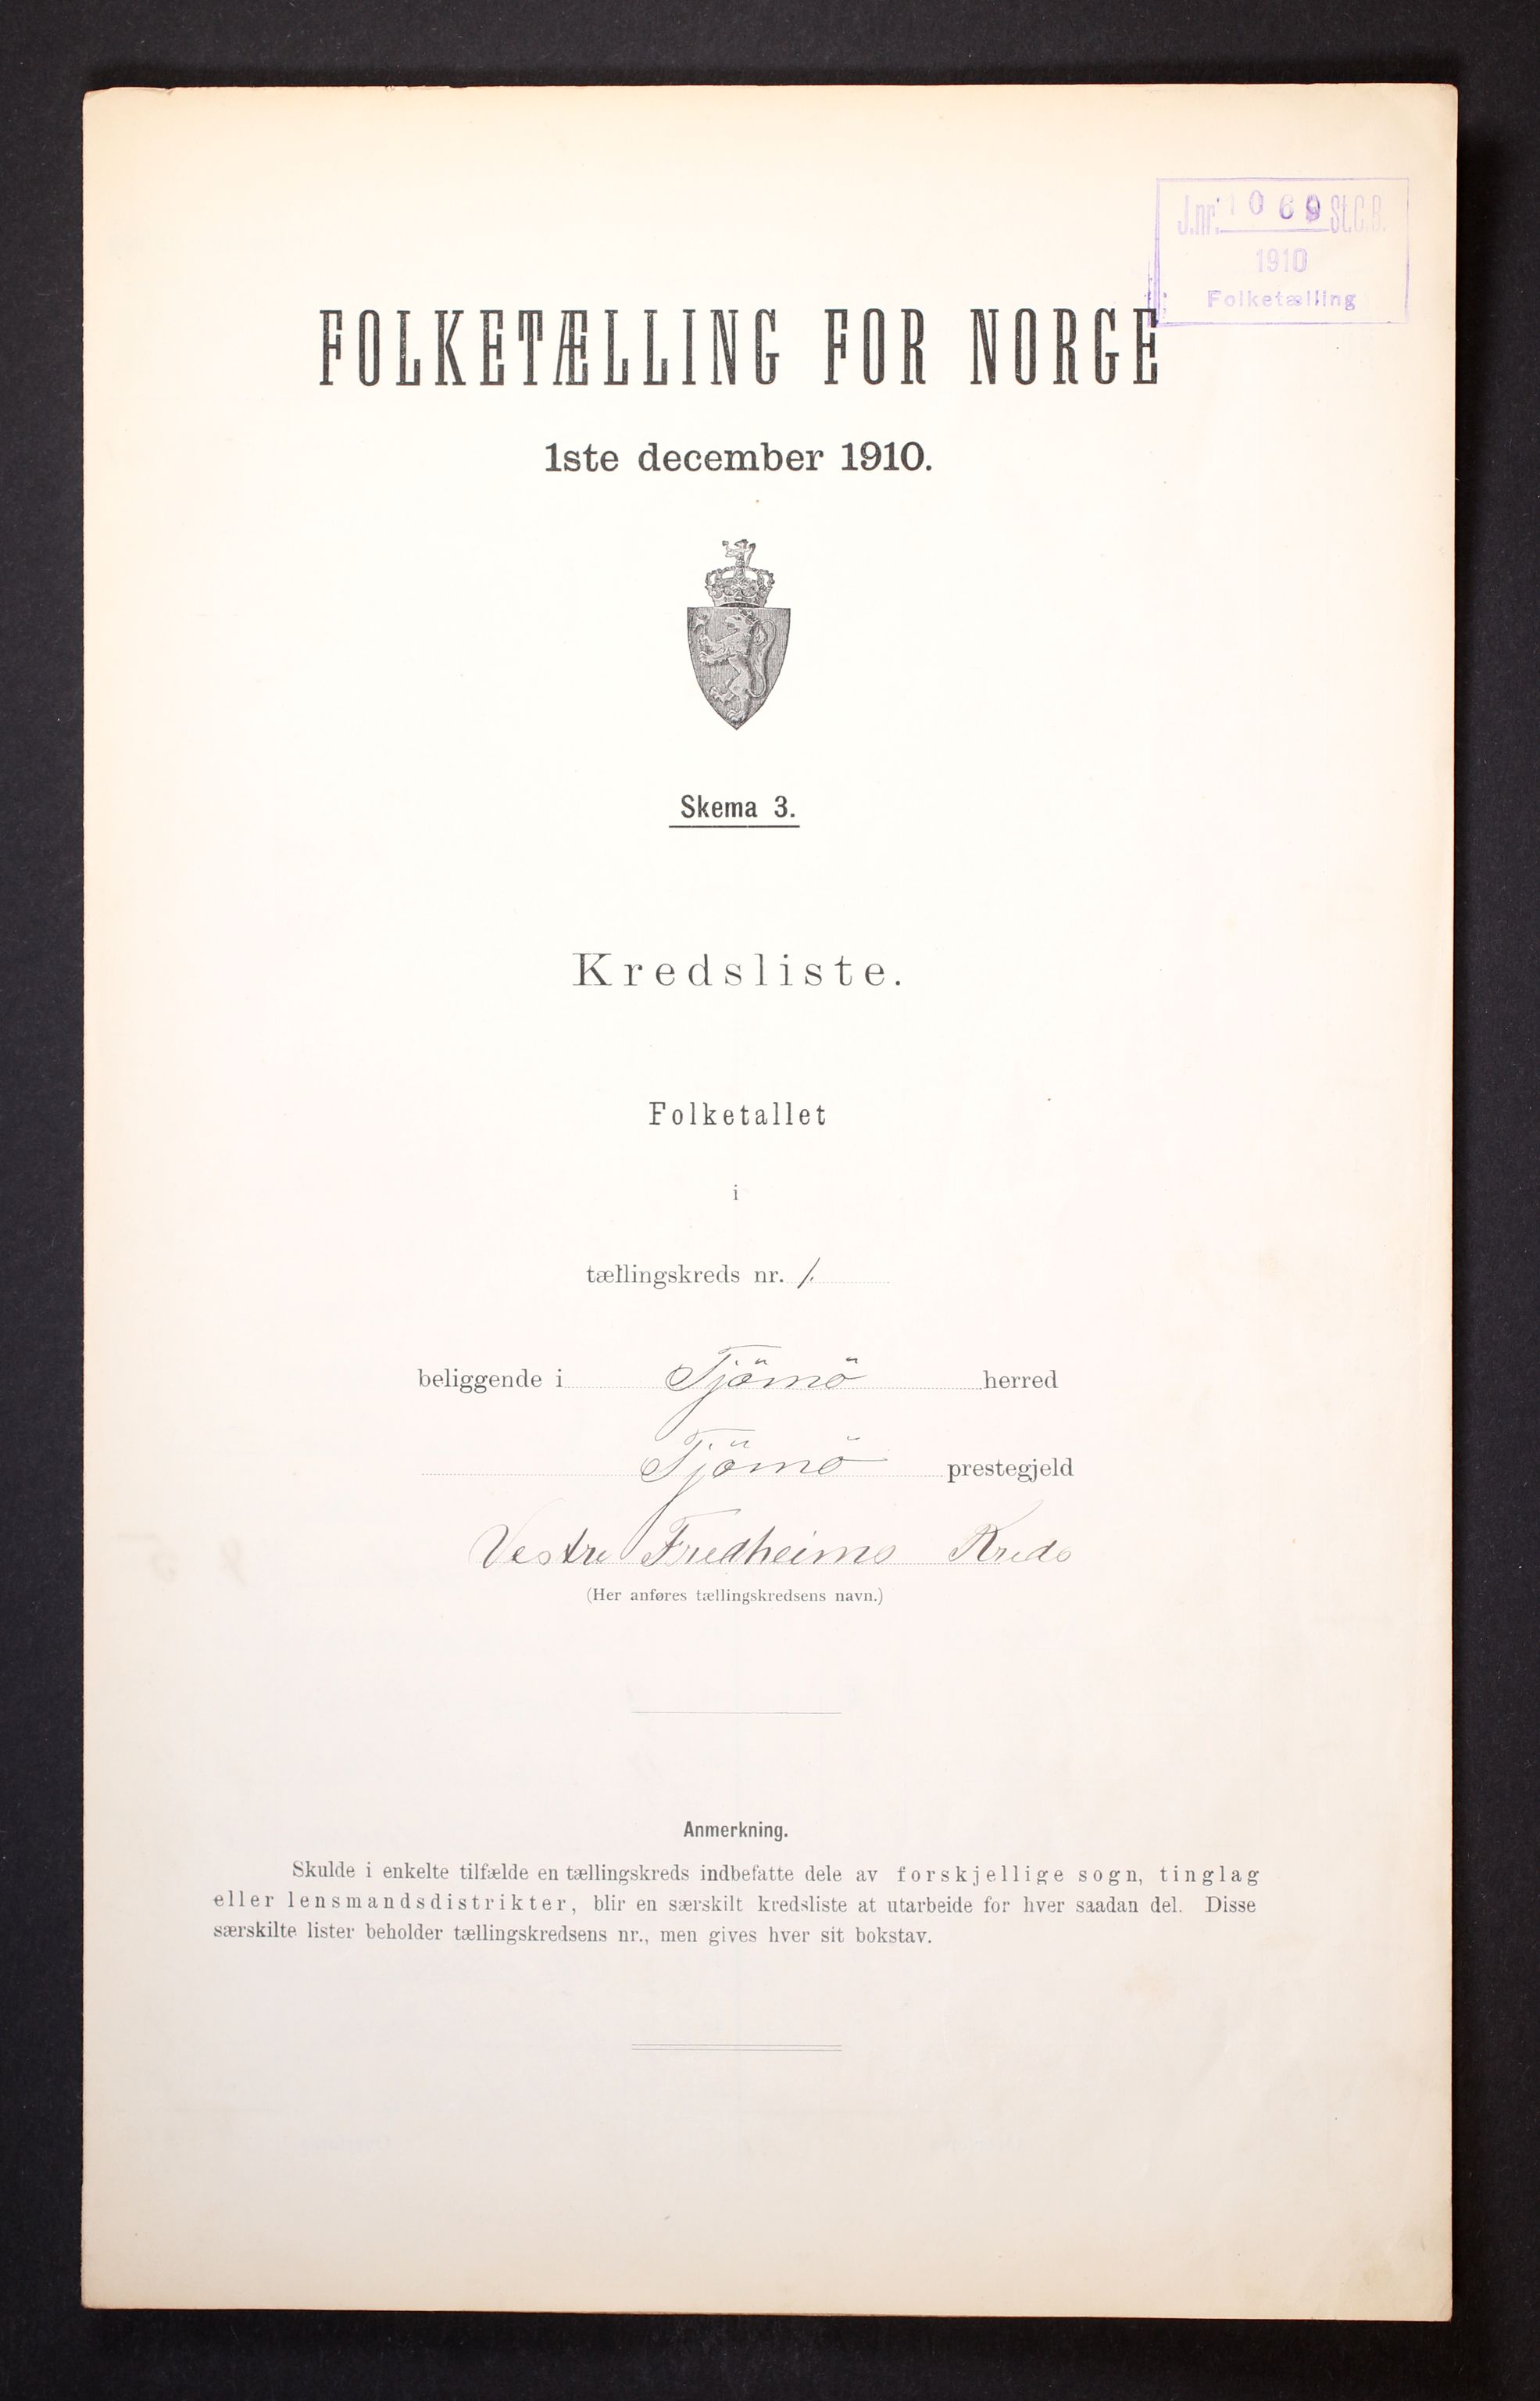 J.nr. 1069 St.C.B.
1910
Folketælling
FOLKETÆLLING FOR NORGE
1ste december 1910.
Skema 3.
Kredsliste.
Folketallet
i
tællingskreds nr. 1.
beliggende i Tjömö herred
Tjömö prestegjeld
Vestre Fredheims Kreds
(Her anføres tællingskredsens navn.)
Anmerkning.
Skulde i enkelte tilfælde en tællingskreds indbefatte dele av forskjellige sogn, tinglag
eller lensmandsdistrikter, blir en særskilt kredsliste at utarbeide for hver saadan del. Disse
særskilte lister beholder tællingskredsens nr., men gives hver sit bokstav.